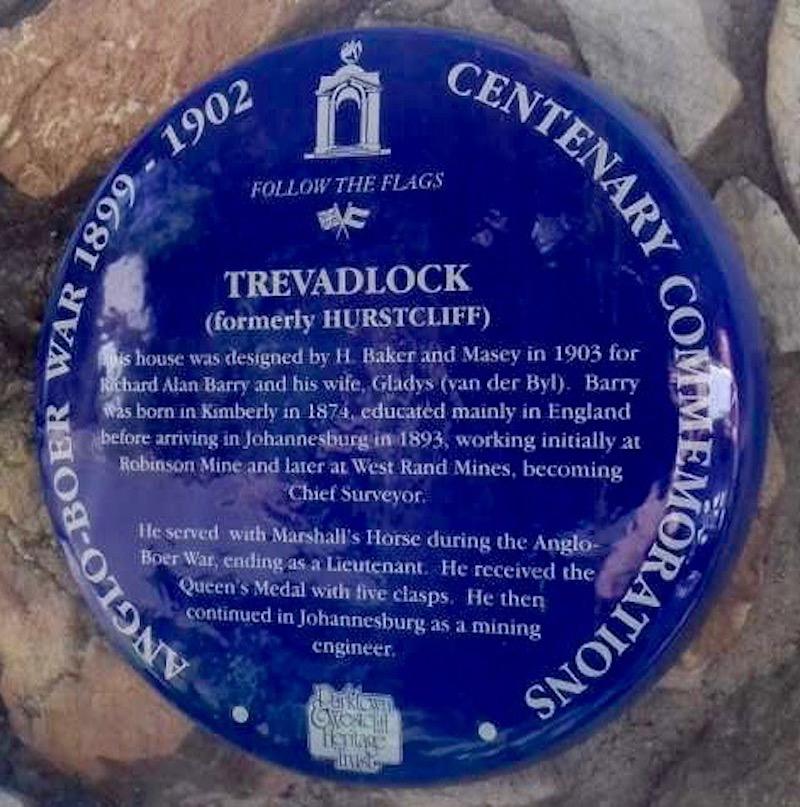 ANGLO-BOER WAR 1899 - 1902
CENTENARY COMMEMORATIONS
FOLLOW THE FLAGS
TREVADLOCK
(formerly HURSTCLIFF)
This house was designed by H. Baker and Masey in 1903 for
Richard Alan Barry and his wife, Gladys (van der Byl). Barry
was born in Kimberly in 1874, educated mainly in England
before arriving in Johannesburg in 1893, working initially at
Robinson Mine and later at West Rand Mines, becoming
Chief Surveyor.
He served with Marshall's Horse during the Anglo-
Boer War, ending as a Lieutenant. He received the
Queen's Medal with five clasps. He then
continued in Johannesburg as a mining
engineer.
Parktown
& Westcliff
Heritage
Trust